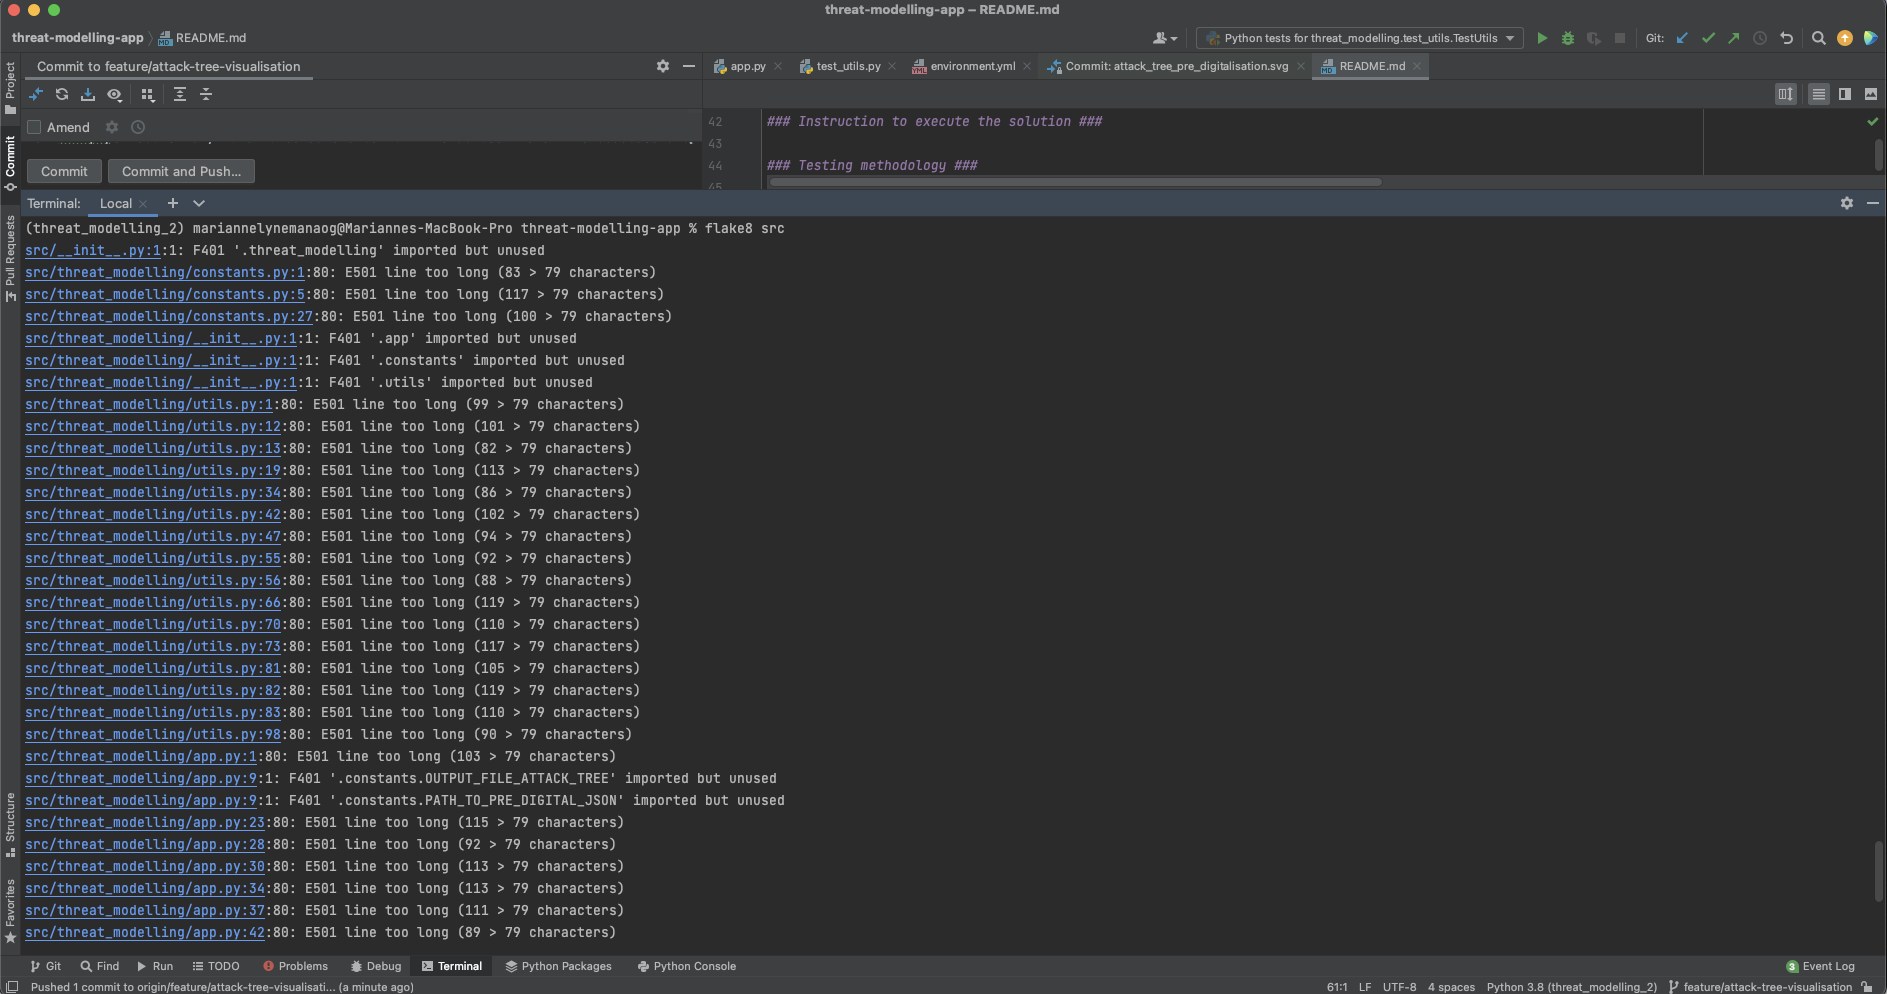 threat-modelling-app – README.md
threat-modelling-app README.md
Python tests for threat_modelling.test_utils.TestUtils
Git:
Project
Commit
Pull Requests
Structure
Favorites
Commit to feature/attack-tree-visualisation
app.py
test_utils.py
environment.yml
Commit: attack_tree_pre_digitalisation.svg
README.md
Amend
Commit
Commit and Push...
42 ### Instruction to execute the solution ###
43
44 ### Testing methodology ###
45
Terminal: Local
(threat_modelling_2) mariannelynemanaog@Mariannes-MacBook-Pro threat-modelling-app % flake8 src
src/__init__.py:1:1: F401 '.threat_modelling' imported but unused
src/threat_modelling/constants.py:1:80: E501 line too long (83 > 79 characters)
src/threat_modelling/constants.py:5:80: E501 line too long (117 > 79 characters)
src/threat_modelling/constants.py:27:80: E501 line too long (100 > 79 characters)
src/threat_modelling/__init__.py:1:1: F401 '.app' imported but unused
src/threat_modelling/__init__.py:1:1: F401 '.constants' imported but unused
src/threat_modelling/__init__.py:1:1: F401 '.utils' imported but unused
src/threat_modelling/utils.py:1:80: E501 line too long (99 > 79 characters)
src/threat_modelling/utils.py:12:80: E501 line too long (101 > 79 characters)
src/threat_modelling/utils.py:13:80: E501 line too long (82 > 79 characters)
src/threat_modelling/utils.py:19:80: E501 line too long (113 > 79 characters)
src/threat_modelling/utils.py:34:80: E501 line too long (86 > 79 characters)
src/threat_modelling/utils.py:42:80: E501 line too long (102 > 79 characters)
src/threat_modelling/utils.py:47:80: E501 line too long (94 > 79 characters)
src/threat_modelling/utils.py:55:80: E501 line too long (92 > 79 characters)
src/threat_modelling/utils.py:56:80: E501 line too long (88 > 79 characters)
src/threat_modelling/utils.py:66:80: E501 line too long (119 > 79 characters)
src/threat_modelling/utils.py:70:80: E501 line too long (110 > 79 characters)
src/threat_modelling/utils.py:73:80: E501 line too long (117 > 79 characters)
src/threat_modelling/utils.py:81:80: E501 line too long (105 > 79 characters)
src/threat_modelling/utils.py:82:80: E501 line too long (119 > 79 characters)
src/threat_modelling/utils.py:83:80: E501 line too long (110 > 79 characters)
src/threat_modelling/utils.py:98:80: E501 line too long (90 > 79 characters)
src/threat_modelling/app.py:1:80: E501 line too long (103 > 79 characters)
src/threat_modelling/app.py:9:1: F401 '.constants.OUTPUT_FILE_ATTACK_TREE' imported but unused
src/threat_modelling/app.py:9:1: F401 '.constants.PATH_TO_PRE_DIGITAL_JSON' imported but unused
src/threat_modelling/app.py:23:80: E501 line too long (115 > 79 characters)
src/threat_modelling/app.py:28:80: E501 line too long (92 > 79 characters)
src/threat_modelling/app.py:30:80: E501 line too long (113 > 79 characters)
src/threat_modelling/app.py:34:80: E501 line too long (113 > 79 characters)
src/threat_modelling/app.py:37:80: E501 line too long (111 > 79 characters)
src/threat_modelling/app.py:42:80: E501 line too long (89 > 79 characters)
Git Find Run TODO Problems Debug Terminal Python Packages Python Console 3 Event Log
Pushed 1 commit to origin/feature/attack-tree-visualisati... (a minute ago) 61:1 LF UTF-8 4 spaces Python 3.8 (threat_modelling_2) feature/attack-tree-visualisation